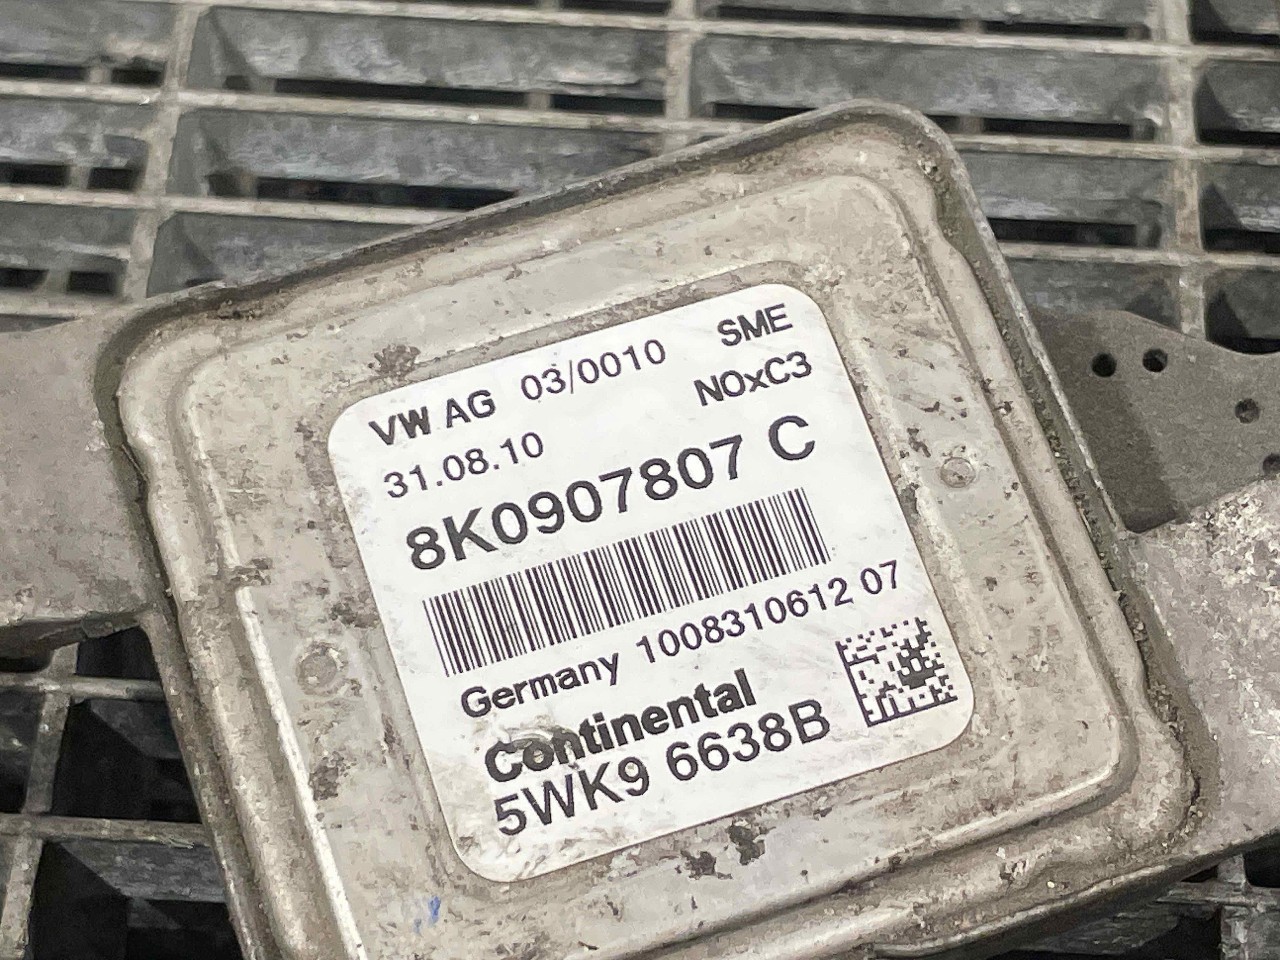 VW AG 03/0010 SME
31.08.10 NOxC3
8K0907807 C
Germany 1008310612 07
Continental
5WK9 6638B